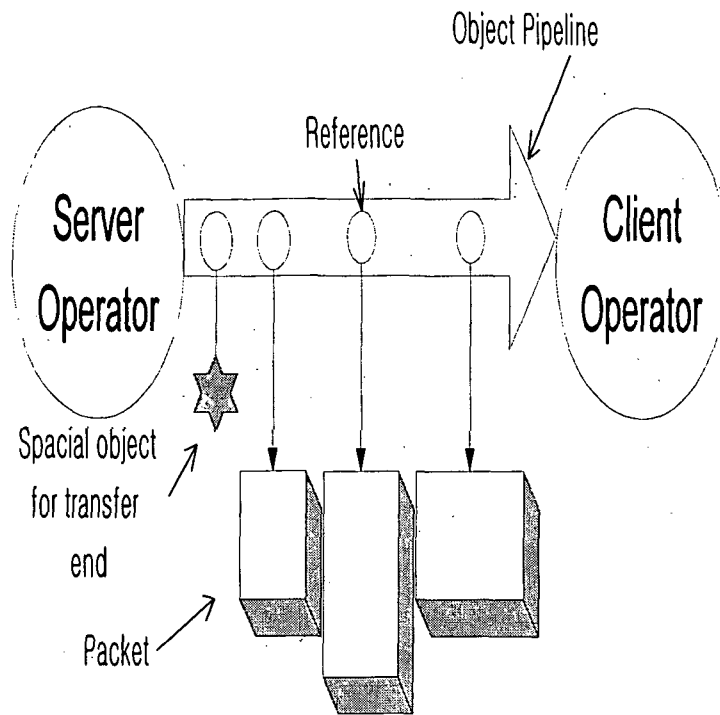 Object Pipeline
Reference
Server
Operator
Client
Operator
Spacial object
for transfer
end
Packet